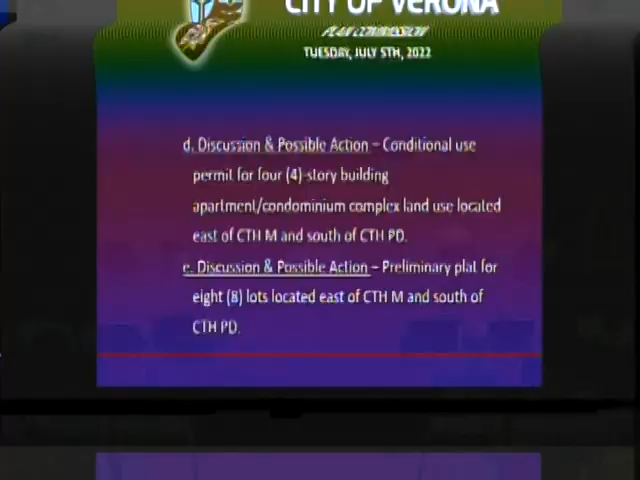 CITY OF VERONA
PLAN COMMISSION
TUESDAY, JULY 5TH, 2022
d. Discussion & Possible Action – Conditional use
permit for four (4)-story building
apartment/condominium complex land use located
east of CTH M and south of CTH PD.
e. Discussion & Possible Action – Preliminary plat for
eight (8) lots located east of CTH M and south of
CTH PD.